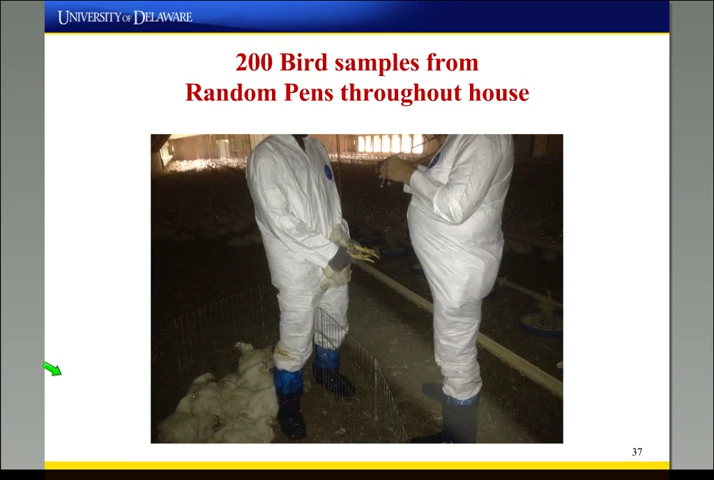 UNIVERSITY OF DELAWARE
200 Bird samples from
Random Pens throughout house
37